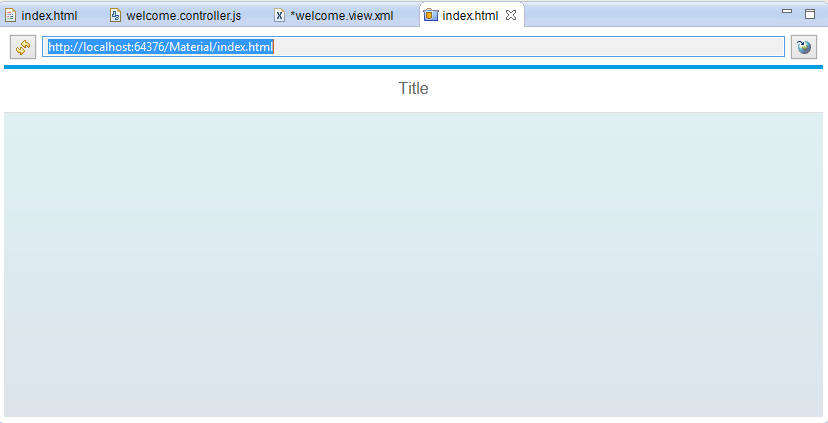 index.html welcome.controller.js *welcome.view.xml index.html
http://localhost:64376/Material/index.html
Title